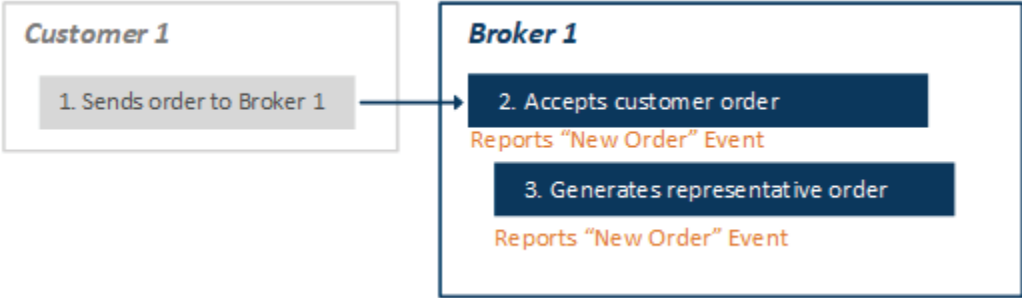 Customer 1
1. Sends order to Broker 1
Broker 1
2. Accepts customer order
Reports “New Order” Event
3. Generates representative order
Reports “New Order” Event